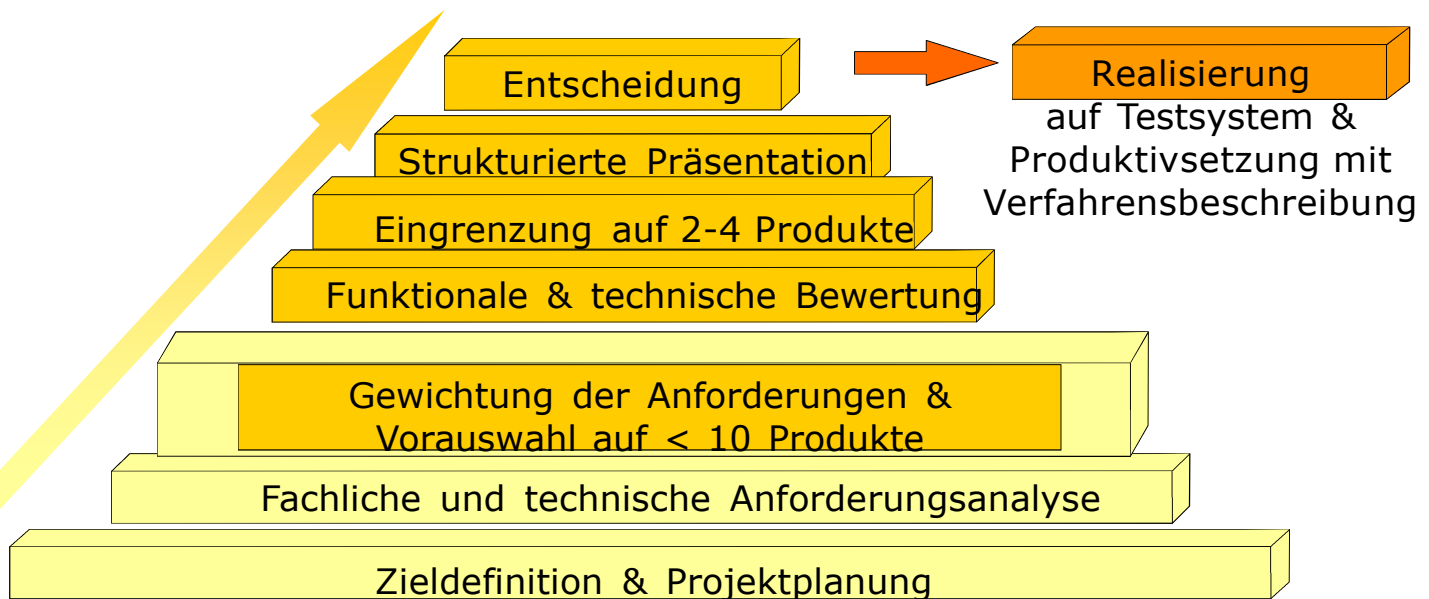 Entscheidung
Realisierung
auf Testsystem &
Produktivsetzung mit
Verfahrensbeschreibung
Strukturierte Präsentation
Eingrenzung auf 2-4 Produkte
Funktionale & technische Bewertung
Gewichtung der Anforderungen &
Vorauswahl auf < 10 Produkte
Fachliche und technische Anforderungsanalyse
Zieldefinition & Projektplanung